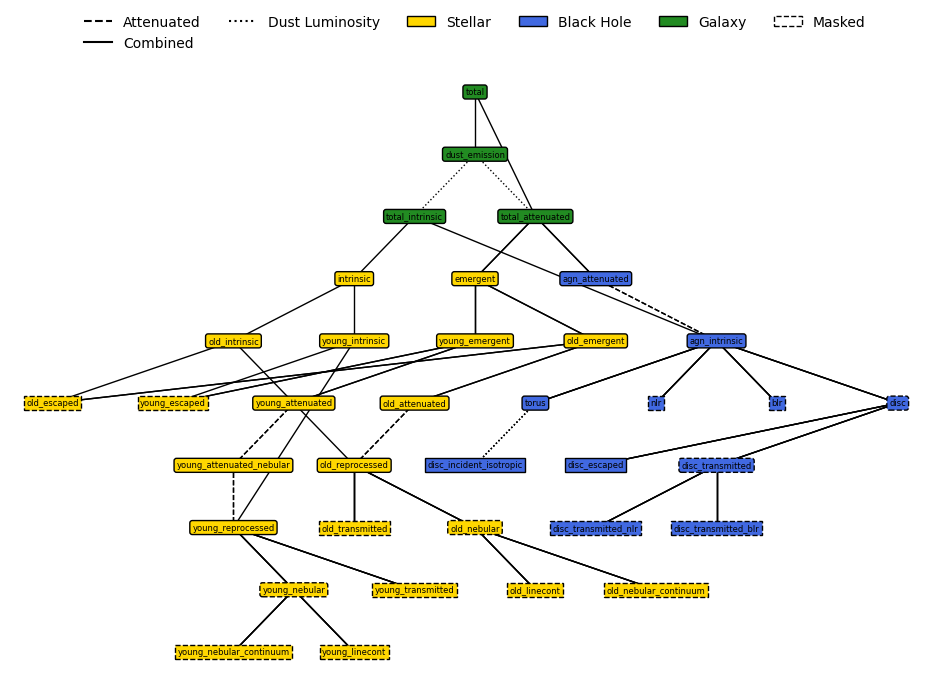 Attenuated Dust Luminosity Stellar Black Hole Galaxy Masked
Combined
total
dust_emission
total_intrinsic total_attenuated
intrinsic emergent agn_attenuated
old_intrinsic young_intrinsic young_emergent old_emergent agn_intrinsic
old_escaped young_escaped young_attenuated old_attenuated torus nlr blr disc
young_attenuated_nebular old_reprocessed disc_incident_isotropic disc_escaped disc_transmitted
young_reprocessed old_transmitted old_nebular disc_transmitted_nlr disc_transmitted_blr
young_nebular young_transmitted old_linecont old_nebular_continuum
young_nebular_continuum young_linecont